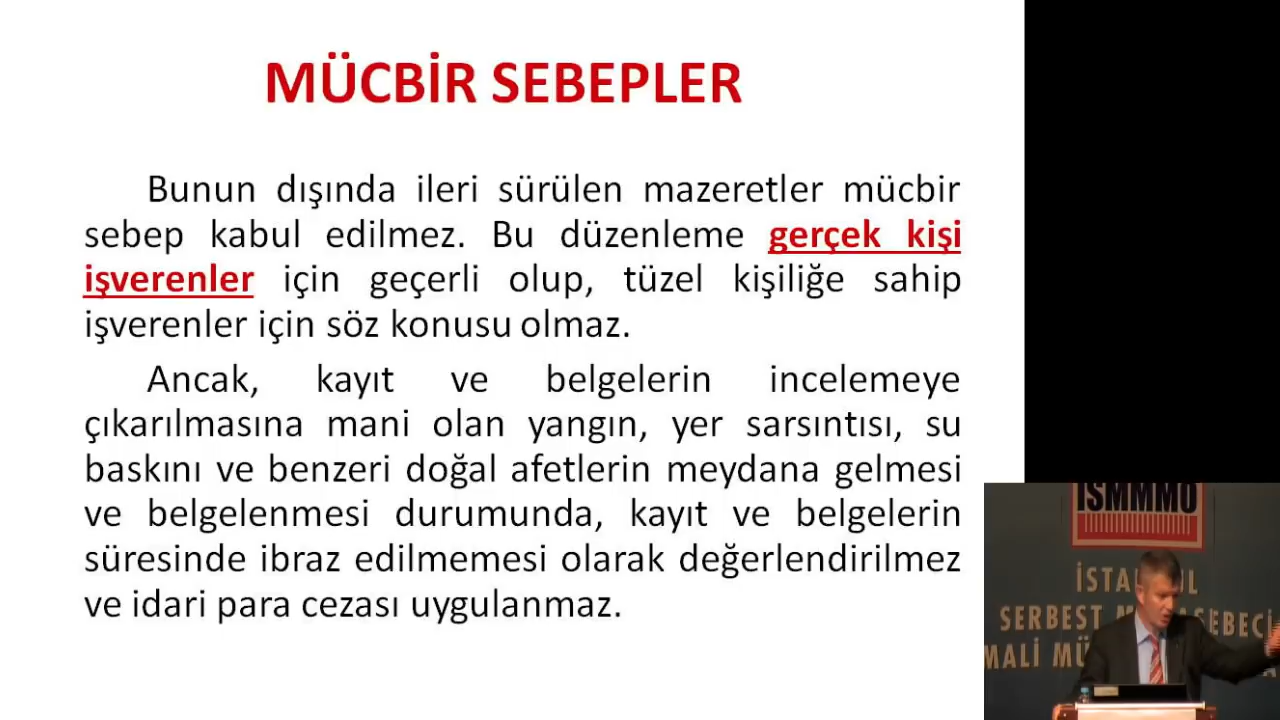 MÜCBİR SEBEPLER
Bunun dışında ileri sürülen mazeretler mücbir
sebep kabul edilmez. Bu düzenleme gerçek kişi
işverenler için geçerli olup, tüzel kişiliğe sahip
işverenler için söz konusu olmaz.
Ancak, kayıt ve belgelerin incelemeye
çıkarılmasına mani olan yangın, yer sarsıntısı, su
baskını ve benzeri doğal afetlerin meydana gelmesi
ve belgelenmesi durumunda, kayıt ve belgelerin
süresinde ibraz edilmemesi olarak değerlendirilmez
ve idari para cezası uygulanmaz.
İSMMMO
SERBEST